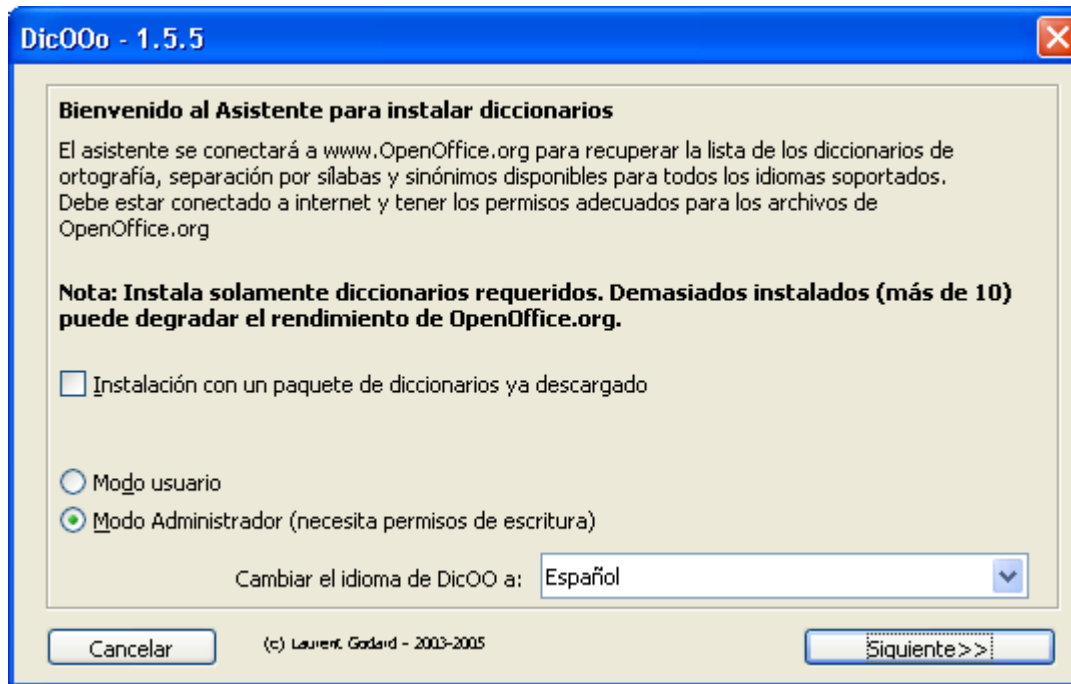 DicOOo - 1.5.5
Bienvenido al Asistente para instalar diccionarios
El asistente se conectará a www.OpenOffice.org para recuperar la lista de los diccionarios de
ortografía, separación por sílabas y sinónimos disponibles para todos los idiomas soportados.
Debe estar conectado a internet y tener los permisos adecuados para los archivos de
OpenOffice.org
Nota: Instala solamente diccionarios requeridos. Demasiados instalados (más de 10)
puede degradar el rendimiento de OpenOffice.org.
Instalación con un paquete de diccionarios ya descargado
Modo usuario
Modo Administrador (necesita permisos de escritura)
Cambiar el idioma de DicOO a: Español
Cancelar (c) Laurent Godard - 2003-2005 Siguiente>>